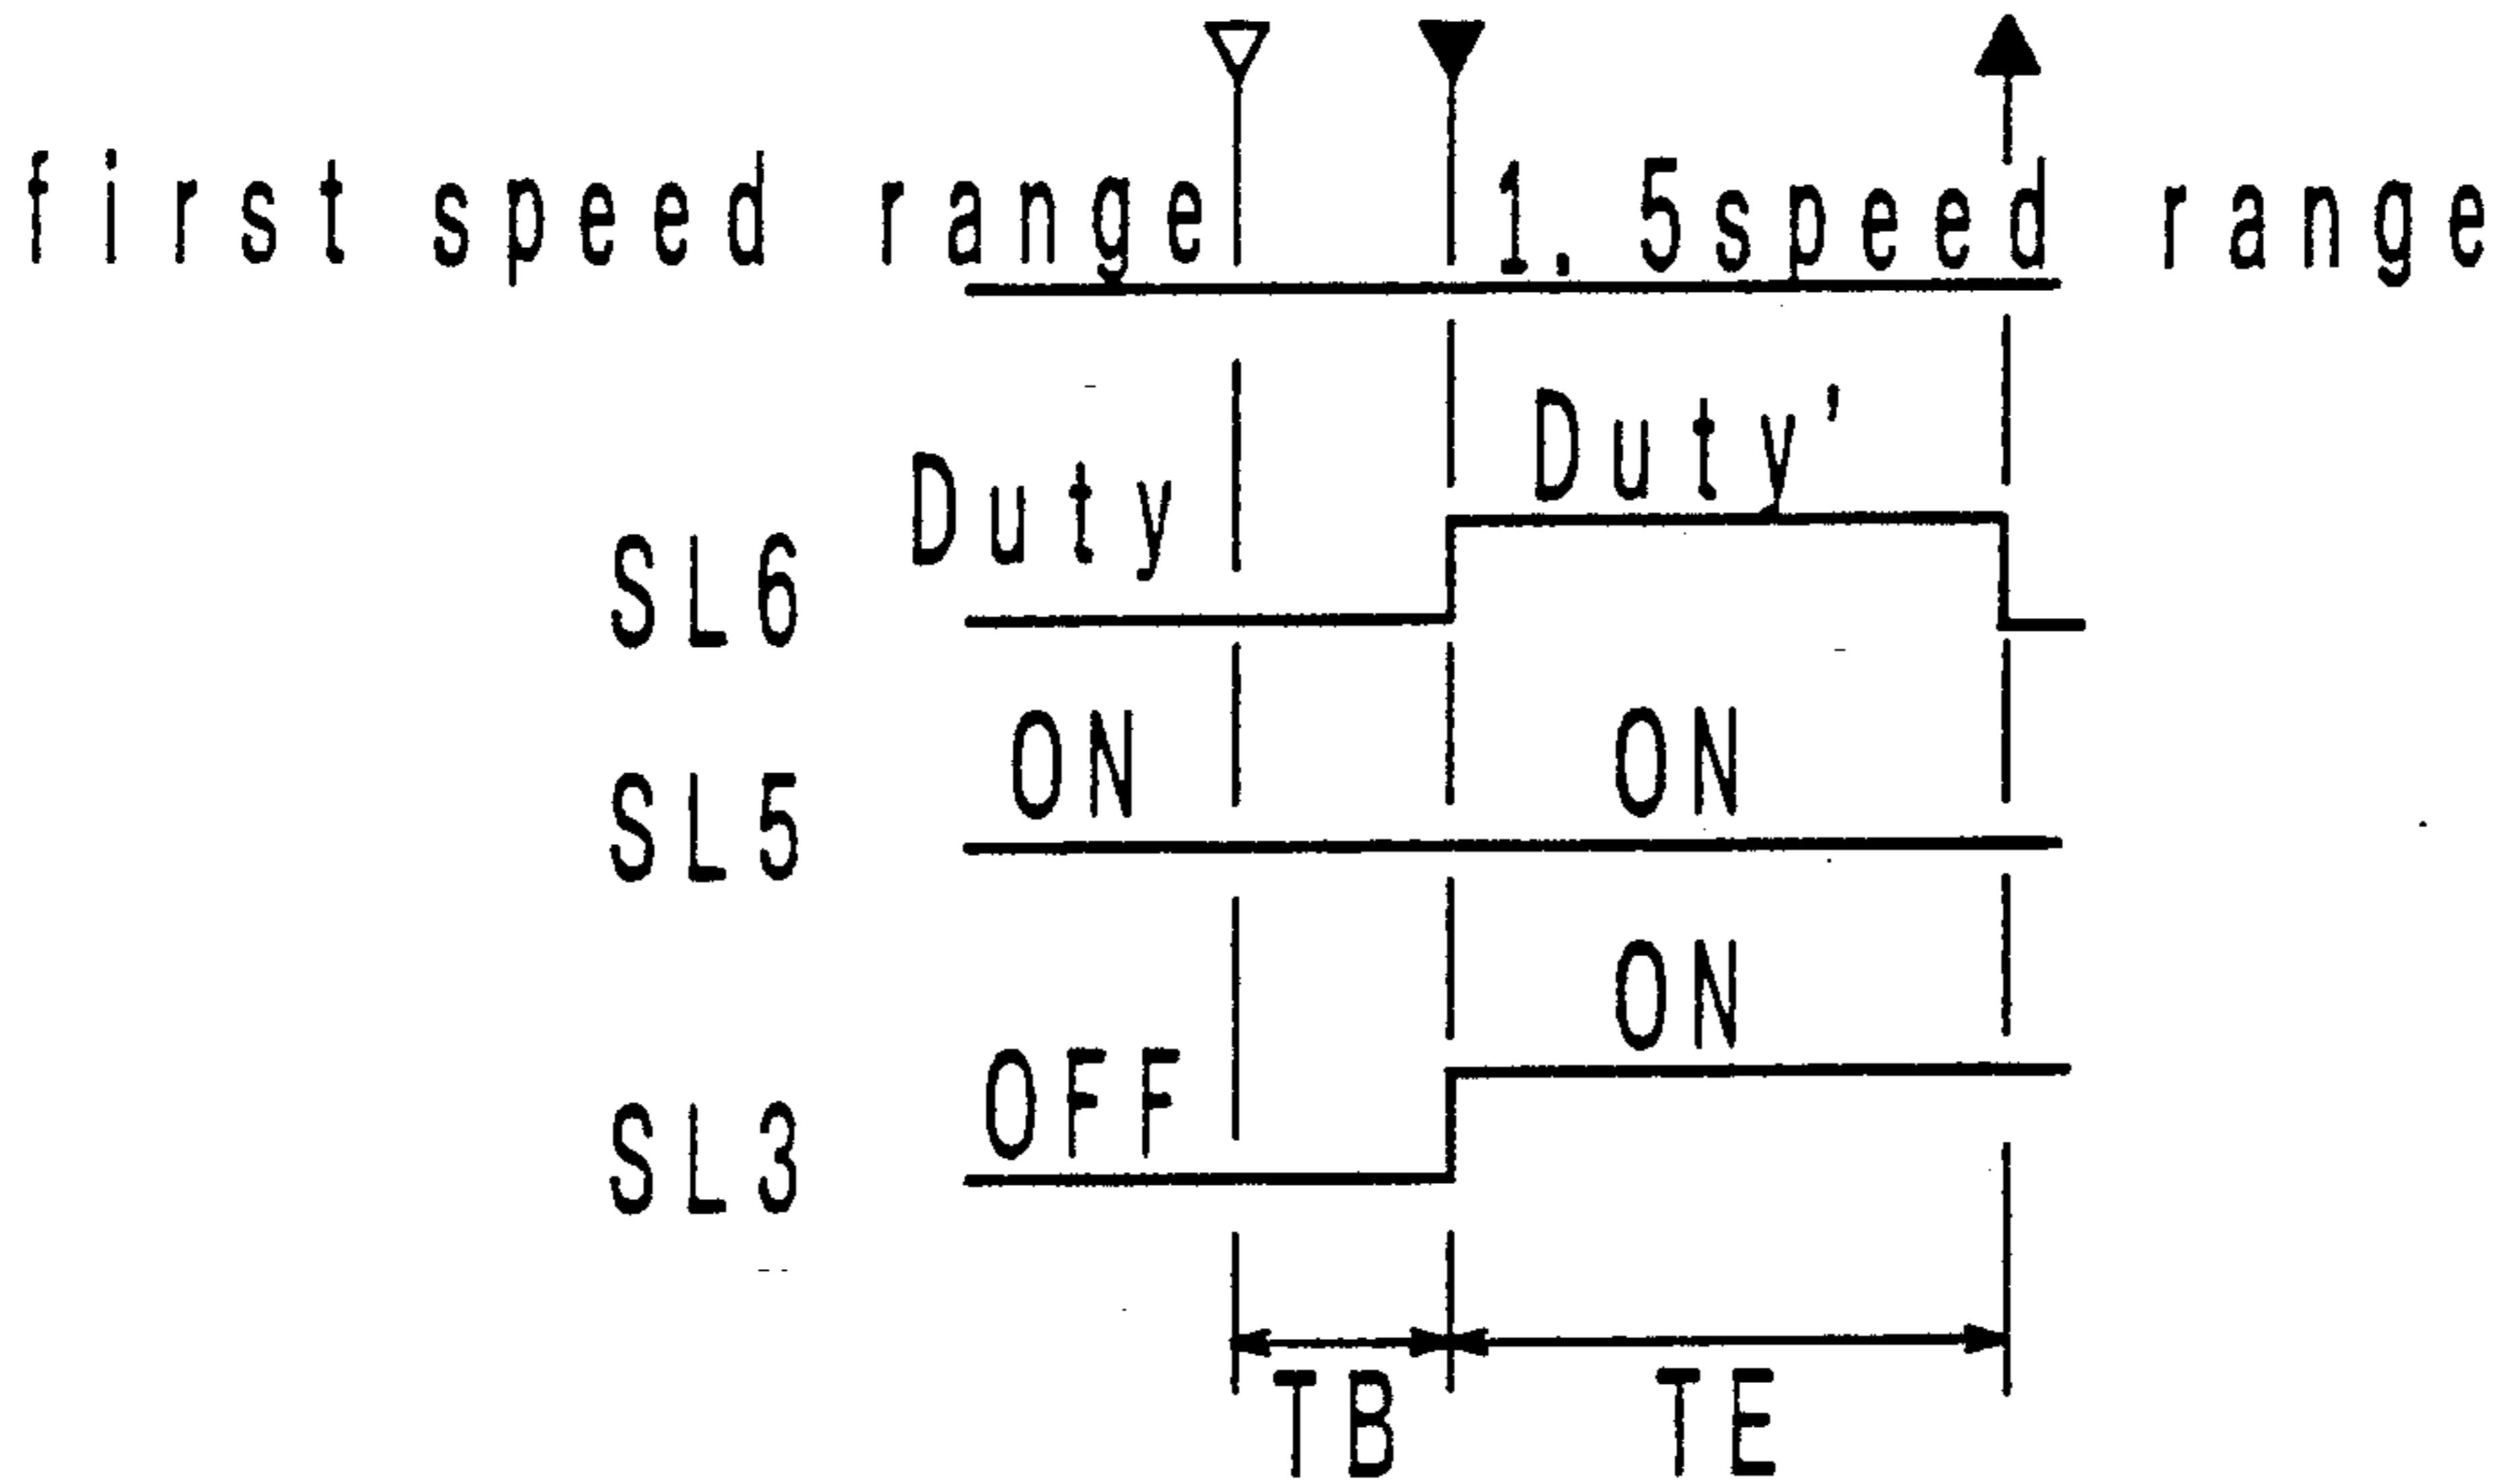 first speed range 1.5speed range
Duty Duty'
SL6
ON ON
SL5
ON
OFF
SL3
TB TE